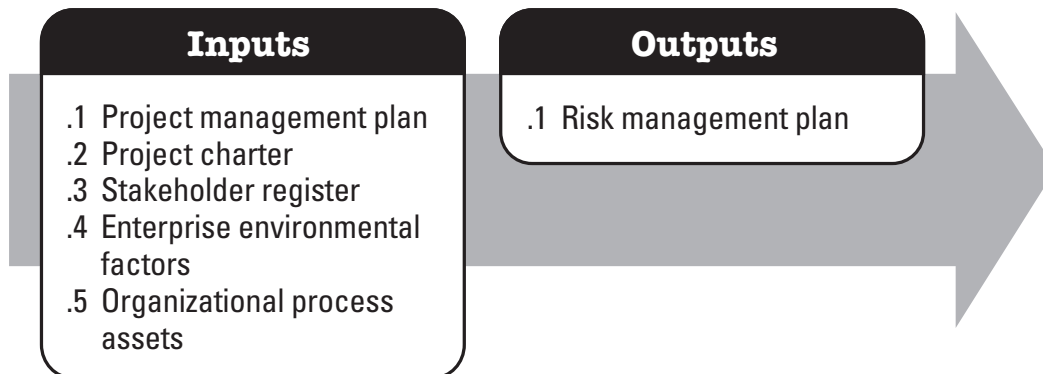 Inputs
.1 Project management plan
.2 Project charter
.3 Stakeholder register
.4 Enterprise environmental
factors
.5 Organizational process
assets
Outputs
.1 Risk management plan